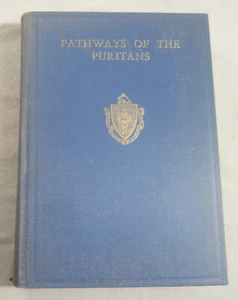 PATHWAYS OF THE
PURITANS